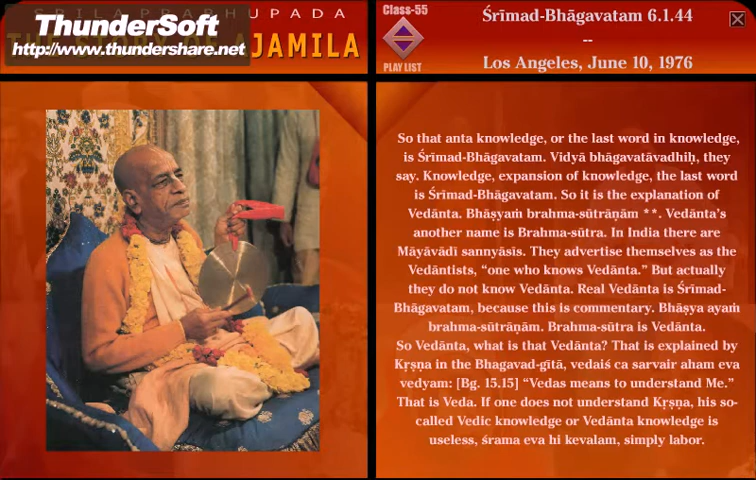 SRILA PRABHUPADA
THE STORY OF AJAMILA
ThunderSoft
http://www.thundershare.net
Class-55
PLAY LIST
Śrīmad-Bhāgavatam 6.1.44
--
Los Angeles, June 10, 1976
So that anta knowledge, or the last word in knowledge,
is Śrīmad-Bhāgavatam. Vidyā bhāgavatāvadhiḥ, they
say. Knowledge, expansion of knowledge, the last word
is Śrīmad-Bhāgavatam. So it is the explanation of
Vedānta. Bhāṣyaṁ brahma-sūtrāṇām **. Vedānta's
another name is Brahma-sūtra. In India there are
Māyāvādī sannyāsīs. They advertise themselves as the
Vedāntists, “one who knows Vedānta.” But actually
they do not know Vedānta. Real Vedānta is Śrīmad-
Bhāgavatam, because this is commentary. Bhāṣya ayaṁ
brahma-sūtrāṇām. Brahma-sūtra is Vedānta.
So Vedānta, what is that Vedānta? That is explained by
Kṛṣṇa in the Bhagavad-gītā, vedaiś ca sarvair aham eva
vedyam: [Bg. 15.15] “Vedas means to understand Me.”
That is Veda. If one does not understand Kṛṣṇa, his so-
called Vedic knowledge or Vedānta knowledge is
useless, śrama eva hi kevalam, simply labor.